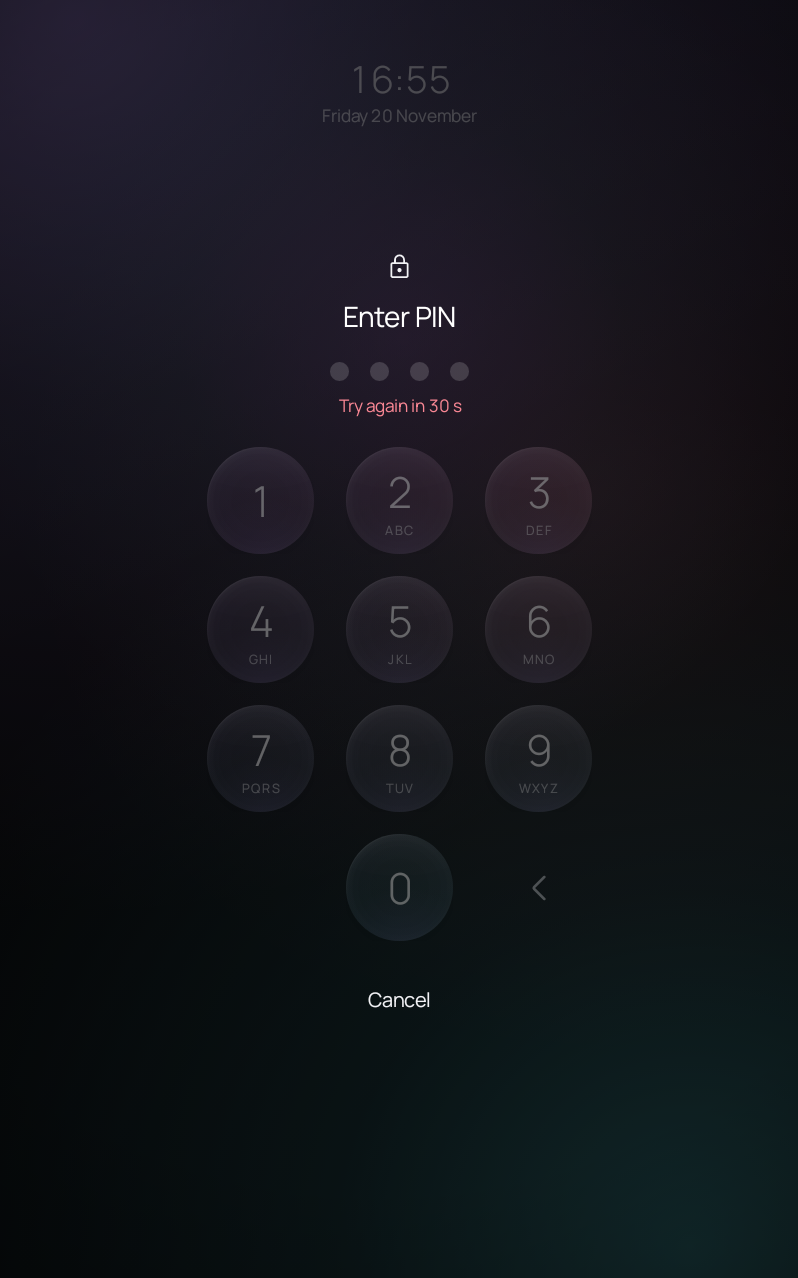 16:55
Friday 20 November
Enter PIN
Try again in 30 s
1
2
ABC
3
DEF
4
GHI
5
JKL
6
MNO
7
PQRS
8
TUV
9
WXYZ
0
Cancel